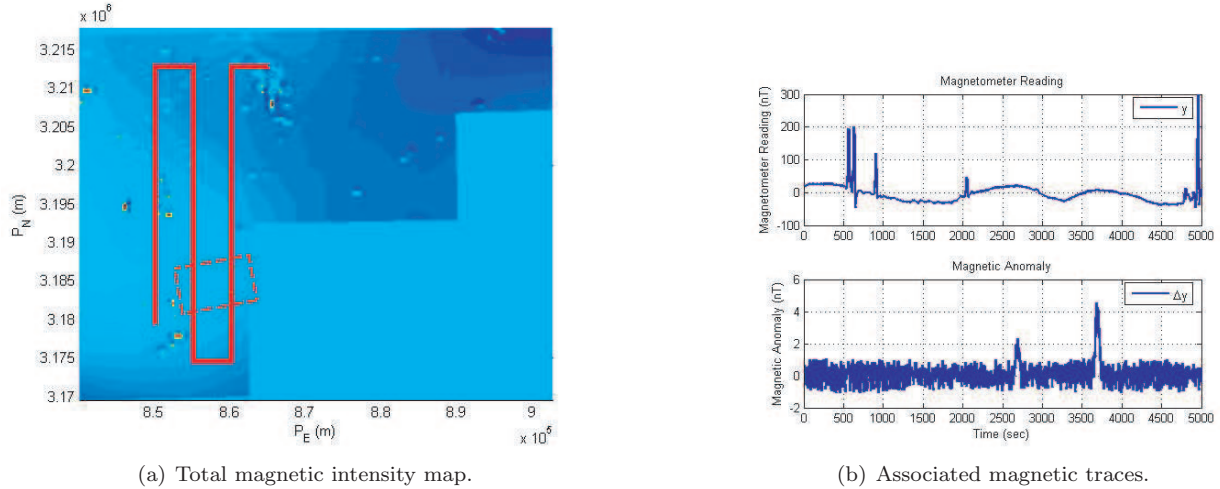 x 10⁶
3.215
3.21
3.205
3.2
3.195
3.19
3.185
3.18
3.175
3.17
P_N (m)
8.5 8.6 8.7 8.8 8.9 9
P_E (m)
x 10⁵
(a) Total magnetic intensity map.
Magnetometer Reading
300
200
100
0
-100
Magnetometer Reading (nT)
y
0 500 1000 1500 2000 2500 3000 3500 4000 4500 5000
Magnetic Anomaly
6
4
2
0
-2
Magnetic Anomaly (nT)
Δy
0 500 1000 1500 2000 2500 3000 3500 4000 4500 5000
Time (sec)
(b) Associated magnetic traces.